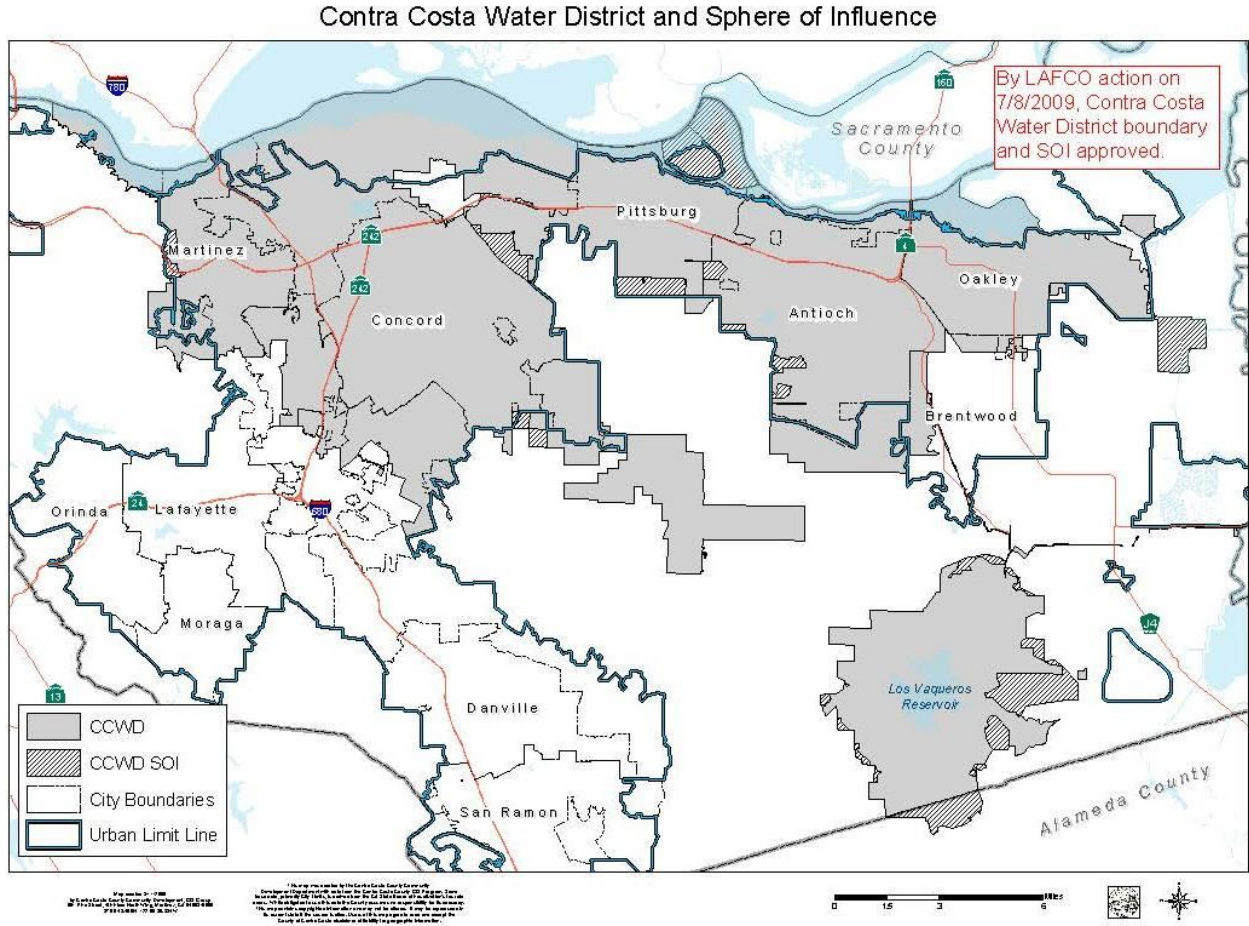 Contra Costa Water District and Sphere of Influence
780
160
By LAFCO action on
7/8/2009, Contra Costa
Water District boundary
and SOI approved.
Sacramento
County
Pittsburg
242
4
Martinez
Oakley
242
Antioch
Concord
Brentwood
24
Orinda
Lafayette
680
Moraga
J4
13
Los Vaqueros
Reservoir
Danville
CCWD
CCWD SOI
City Boundaries
Urban Limit Line
San Ramon
Alameda County
Miles
0
1.5
3
6